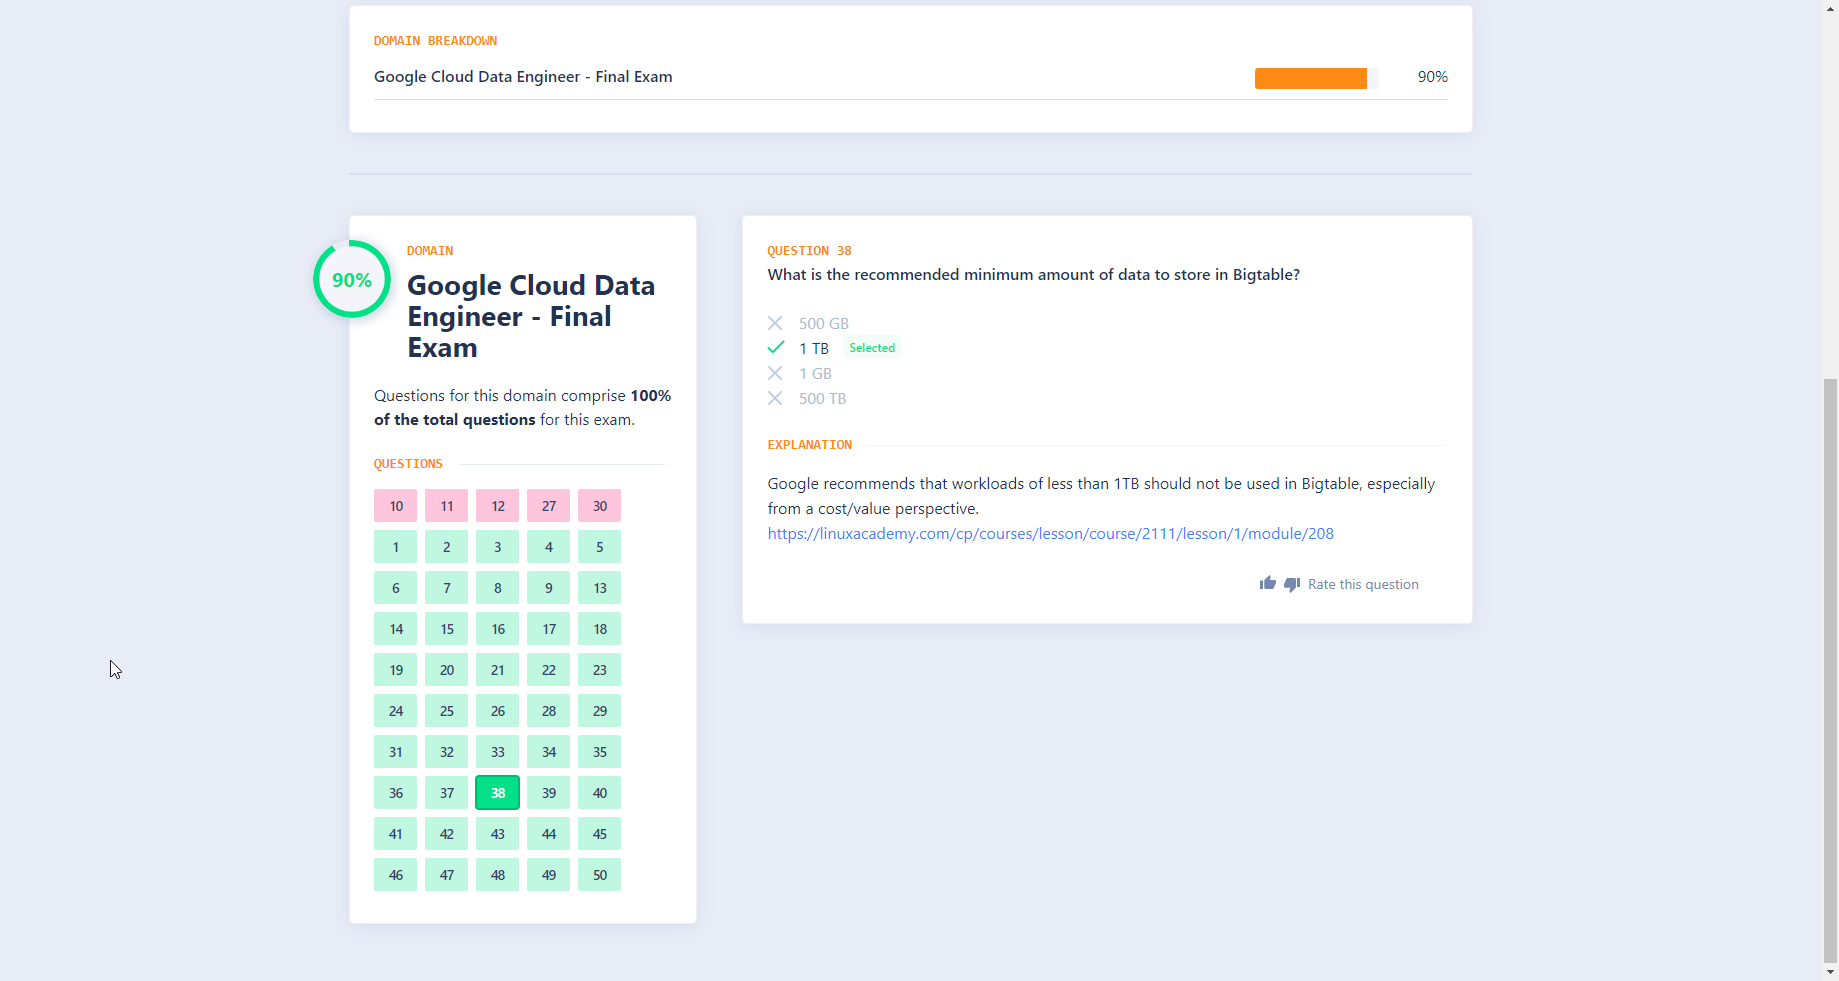 DOMAIN BREAKDOWN
Google Cloud Data Engineer - Final Exam
90%
90%
DOMAIN
Google Cloud Data
Engineer - Final
Exam
Questions for this domain comprise 100%
of the total questions for this exam.
QUESTIONS
10 11 12 27 30
1 2 3 4 5
6 7 8 9 13
14 15 16 17 18
19 20 21 22 23
24 25 26 28 29
31 32 33 34 35
36 37 38 39 40
41 42 43 44 45
46 47 48 49 50
QUESTION 38
What is the recommended minimum amount of data to store in Bigtable?
500 GB
1 TB Selected
1 GB
500 TB
EXPLANATION
Google recommends that workloads of less than 1TB should not be used in Bigtable, especially
from a cost/value perspective.
https://linuxacademy.com/cp/courses/lesson/course/2111/lesson/1/module/208
Rate this question